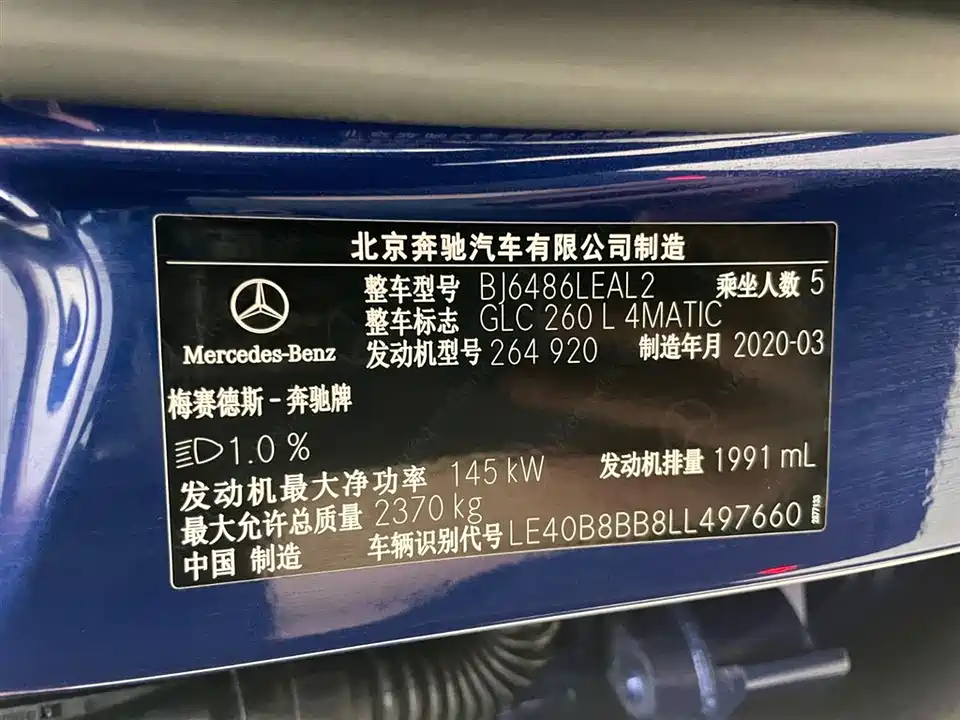 北京奔驰汽车有限公司制造
整车型号 BJ6486LEAL2 乘坐人数 5
整车标志 GLC 260 L 4MATIC
发动机型号 264 920 制造年月 2020-03
Mercedes-Benz
梅赛德斯-奔驰牌
1.0 %
发动机最大净功率 145 kW 发动机排量 1991 mL
最大允许总质量 2370 kg
中国 制造 车辆识别代号 LE40B8BB8LL497660